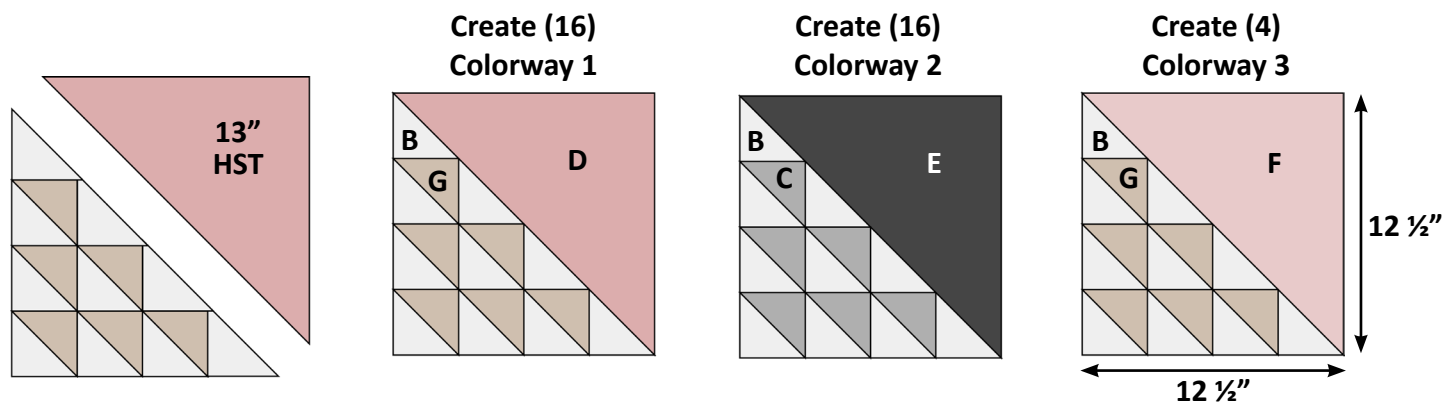 Create (16)
Colorway 1
Create (16)
Colorway 2
Create (4)
Colorway 3
13”
HST
B
G
D
B
C
E
B
G
F
12 ½”
12 ½”